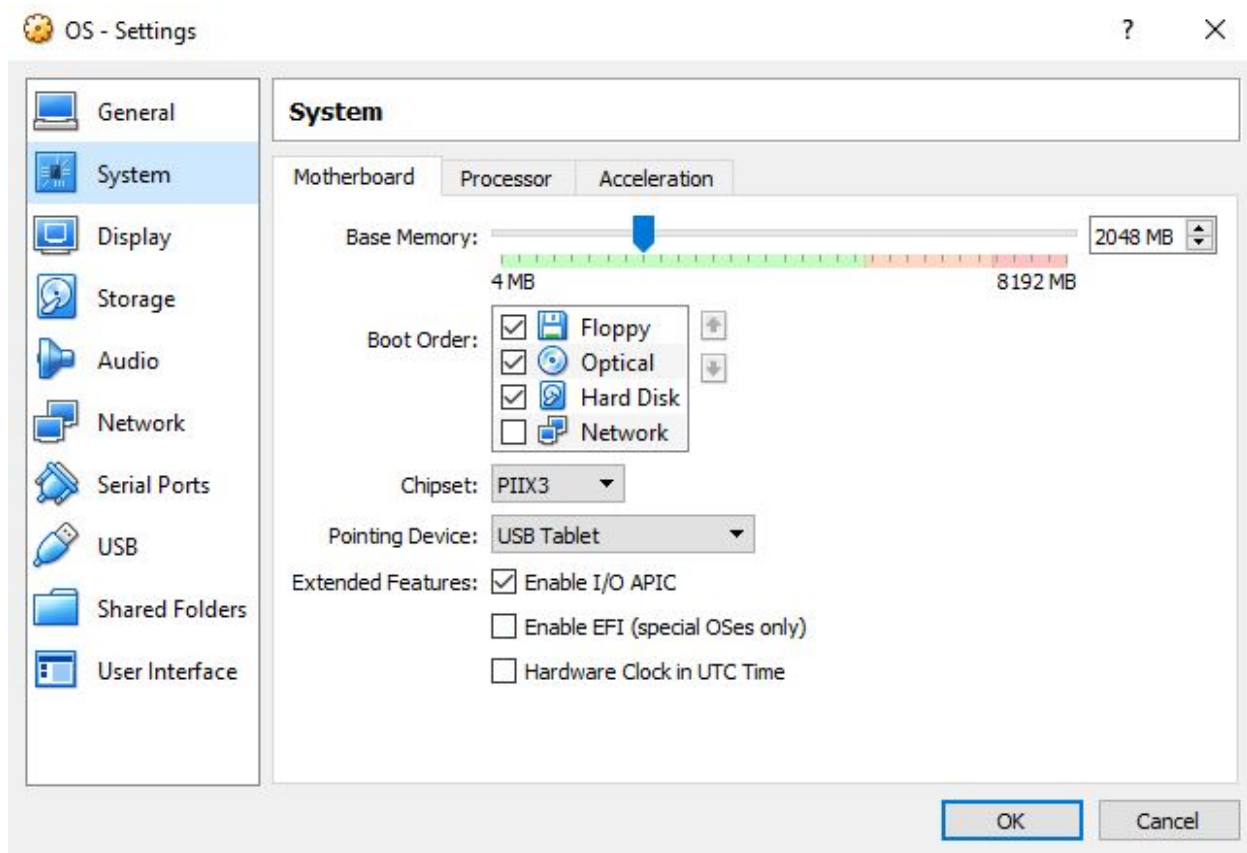 OS - Settings
?
General
System
Display
Storage
Audio
Network
Serial Ports
USB
Shared Folders
User Interface
System
Motherboard Processor Acceleration
Base Memory: 2048 MB
4 MB 8192 MB
Boot Order:
Floppy
Optical
Hard Disk
Network
Chipset: PIIX3
Pointing Device: USB Tablet
Extended Features: Enable I/O APIC
Enable EFI (special OSes only)
Hardware Clock in UTC Time
OK Cancel